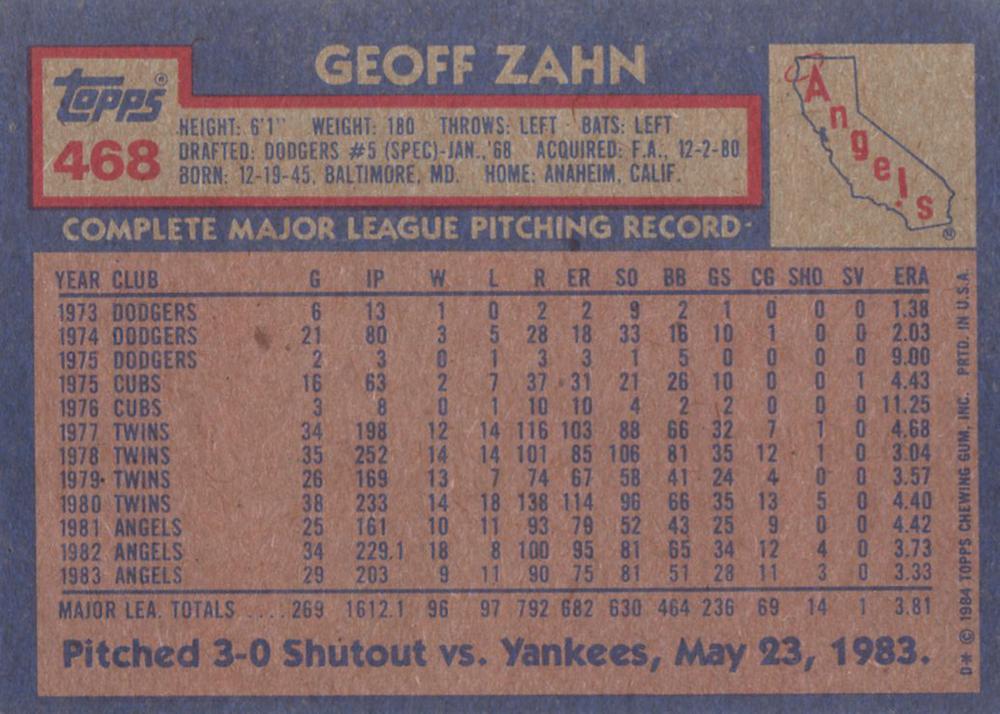 GEOFF ZAHN
Topps®
468
HEIGHT: 6'1" WEIGHT: 180 THROWS: LEFT BATS: LEFT
DRAFTED: DODGERS #5 (SPEC)-JAN.,'68 ACQUIRED: F.A., 12-2-80
BORN: 12-19-45, BALTIMORE, MD. HOME: ANAHEIM, CALIF.
Angels
®
COMPLETE MAJOR LEAGUE PITCHING RECORD
YEAR CLUB G IP W L R ER SO BB GS CG SHO SV ERA
1973 DODGERS 6 13 1 0 2 2 9 2 1 0 0 0 1.38
1974 DODGERS 21 80 3 5 28 18 33 16 10 1 0 0 2.03
1975 DODGERS 2 3 0 1 3 3 1 5 0 0 0 0 9.00
1975 CUBS 16 63 2 7 37 31 21 26 10 0 0 1 4.43
1976 CUBS 3 8 0 1 10 10 4 2 2 0 0 0 11.25
1977 TWINS 34 198 12 14 116 103 88 66 32 7 1 0 4.68
1978 TWINS 35 252 14 14 101 85 106 81 35 12 1 0 3.04
1979 TWINS 26 169 13 7 74 67 58 41 24 4 0 0 3.57
1980 TWINS 38 233 14 18 138 114 96 66 35 13 5 0 4.40
1981 ANGELS 25 161 10 11 93 79 52 43 25 9 0 0 4.42
1982 ANGELS 34 229.1 18 8 100 95 81 65 34 12 4 0 3.73
1983 ANGELS 29 203 9 11 90 75 81 51 28 11 3 0 3.33
MAJOR LEA. TOTALS .... 269 1612.1 96 97 792 682 630 464 236 69 14 1 3.81
Pitched 3-0 Shutout vs. Yankees, May 23, 1983.
D* © 1984 TOPPS CHEWING GUM, INC. PRTD. IN U.S.A.